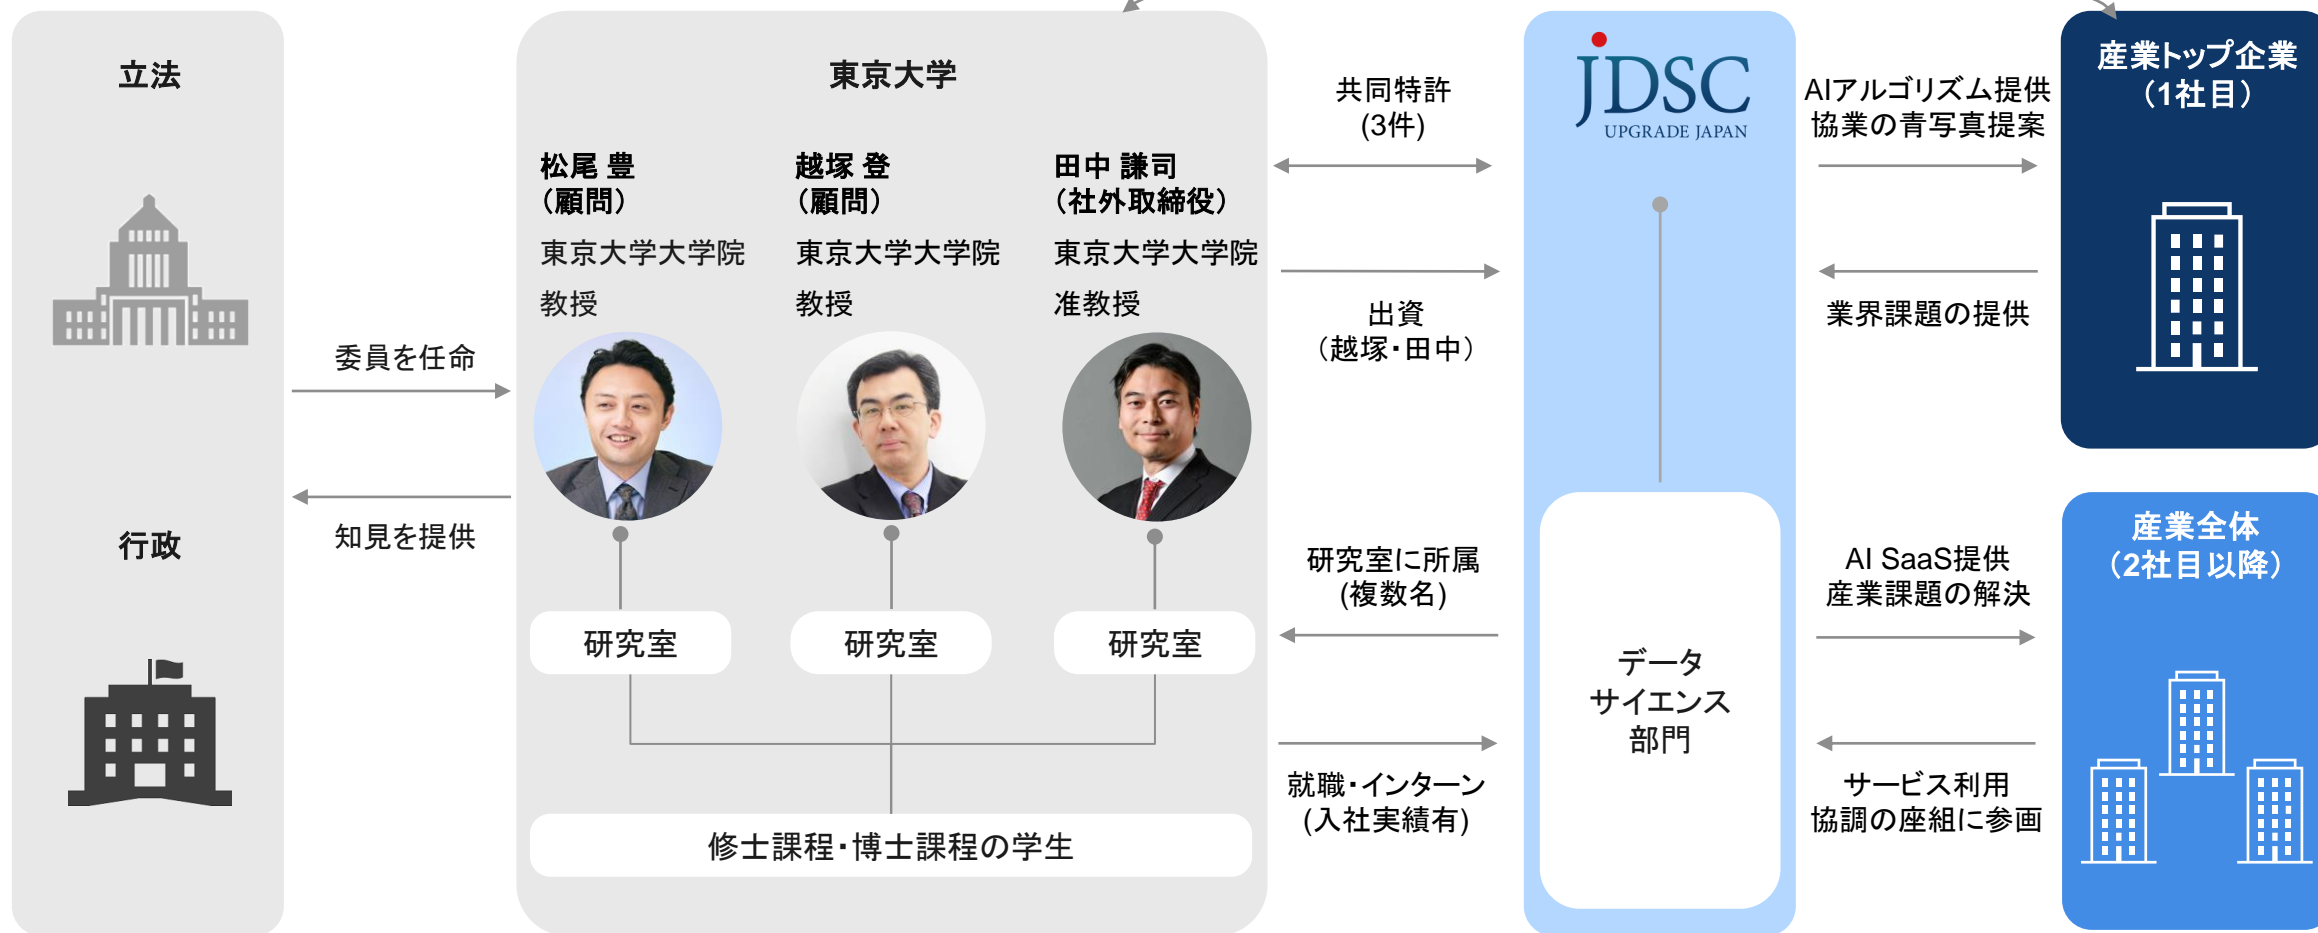 立法
行政
委員を任命
知見を提供
東京大学
松尾 豊
（顧問）
東京大学大学院
教授
越塚 登
（顧問）
東京大学大学院
教授
田中 謙司
（社外取締役）
東京大学大学院
准教授
研究室
研究室
研究室
修士課程・博士課程の学生
共同特許
(3件)
出資
（越塚・田中）
研究室に所属
(複数名)
就職・インターン
(入社実績有)
JDSC
UPGRADE JAPAN
データ
サイエンス
部門
AIアルゴリズム提供
協業の青写真提案
業界課題の提供
AI SaaS提供
産業課題の解決
サービス利用
協調の座組に参画
産業トップ企業
（1社目）
産業全体
（2社目以降）